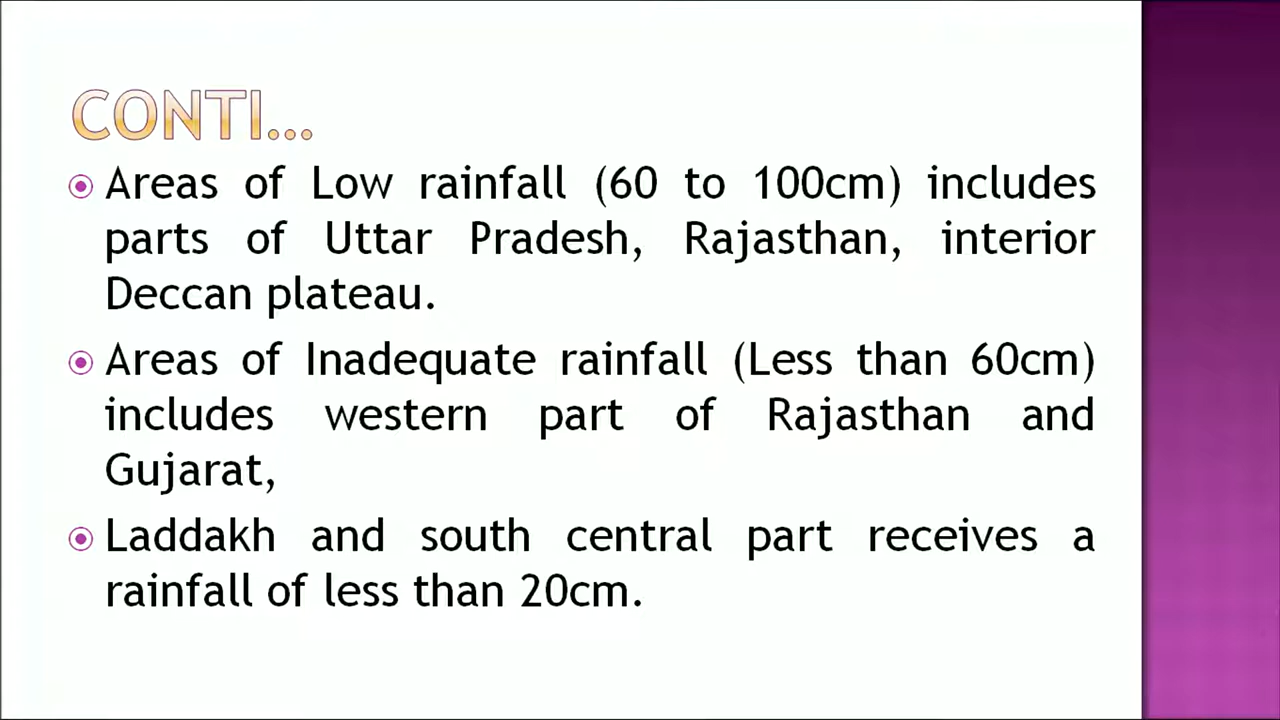 CONTI...
Areas of Low rainfall (60 to 100cm) includes
parts of Uttar Pradesh, Rajasthan, interior
Deccan plateau.
Areas of Inadequate rainfall (Less than 60cm)
includes western part of Rajasthan and
Gujarat,
Laddakh and south central part receives a
rainfall of less than 20cm.